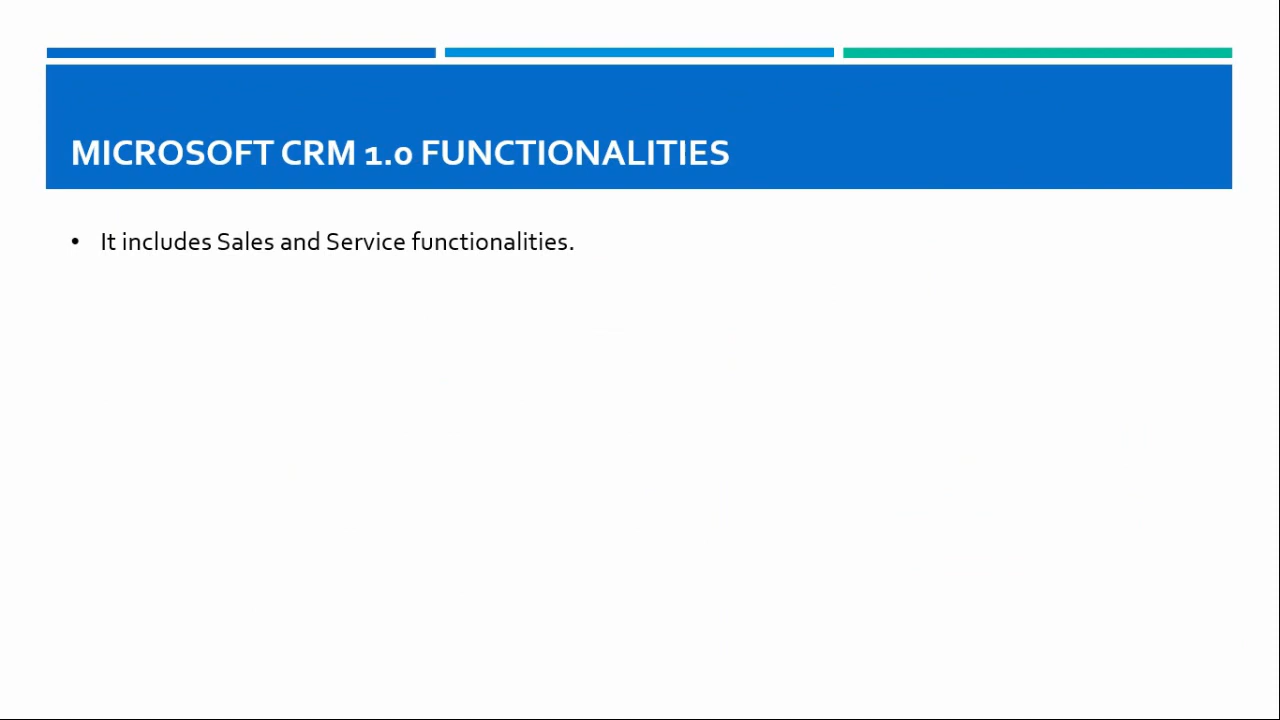 MICROSOFT CRM 1.0 FUNCTIONALITIES
• It includes Sales and Service functionalities.